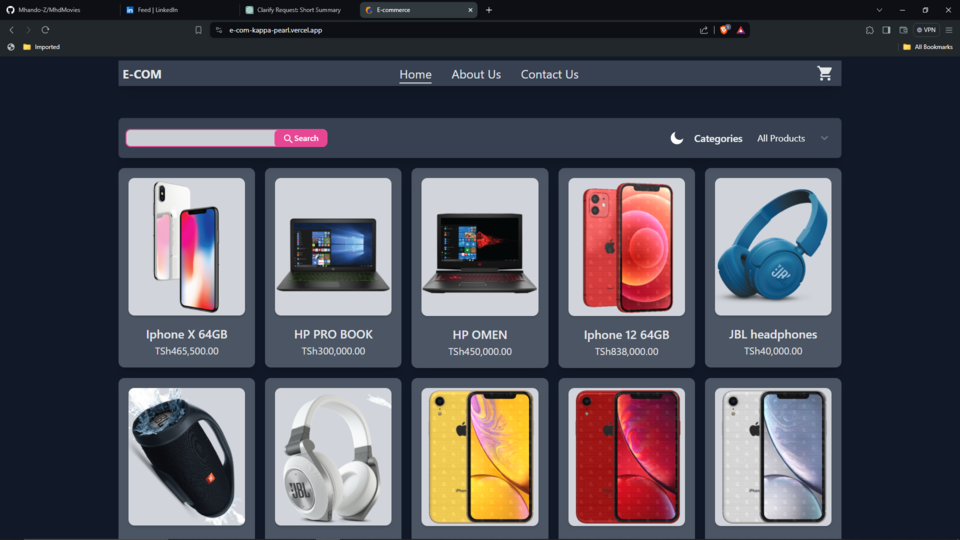 Mhando-Z/MhdMovies
Feed | LinkedIn
Clarify Request: Short Summary
E-commerce
e-com-kappa-pearl.vercel.app
VPN
Imported
All Bookmarks
E-COM
Home
About Us
Contact Us
Search
Categories
All Products
Iphone X 64GB
TSh465,500.00
HP PRO BOOK
TSh300,000.00
HP OMEN
TSh450,000.00
Iphone 12 64GB
TSh838,000.00
JBL headphones
TSh40,000.00
JBL